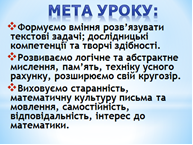 МЕТА УРОКУ:
❖Формуємо вміння розв'язувати
текстові задачі; дослідницькі
компетенції та творчі здібності.
❖Розвиваємо логічне та абстрактне
мислення, пам'ять, техніку усного
рахунку, розширюємо свій кругозір.
❖Виховуємо старанність,
математичну культуру письма та
мовлення, самостійність,
відповідальність, інтерес до
математики.